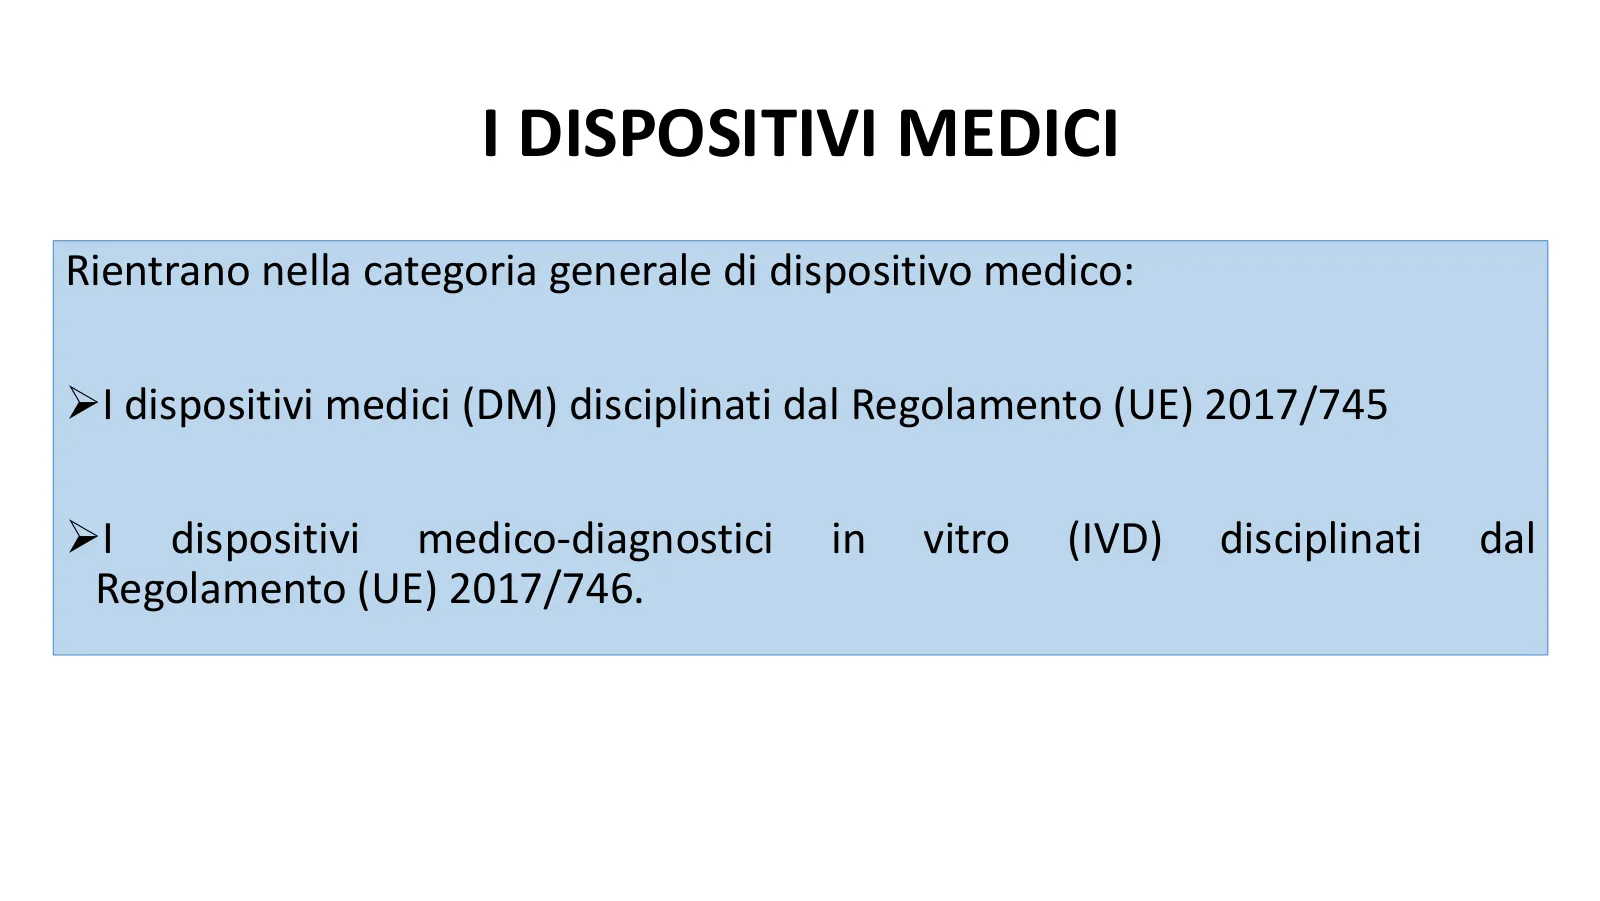 I DISPOSITIVI MEDICI
Rientrano nella categoria generale di dispositivo medico:
➢I dispositivi medici (DM) disciplinati dal Regolamento (UE) 2017/745
➢I dispositivi medico-diagnostici in vitro (IVD) disciplinati dal
Regolamento (UE) 2017/746.